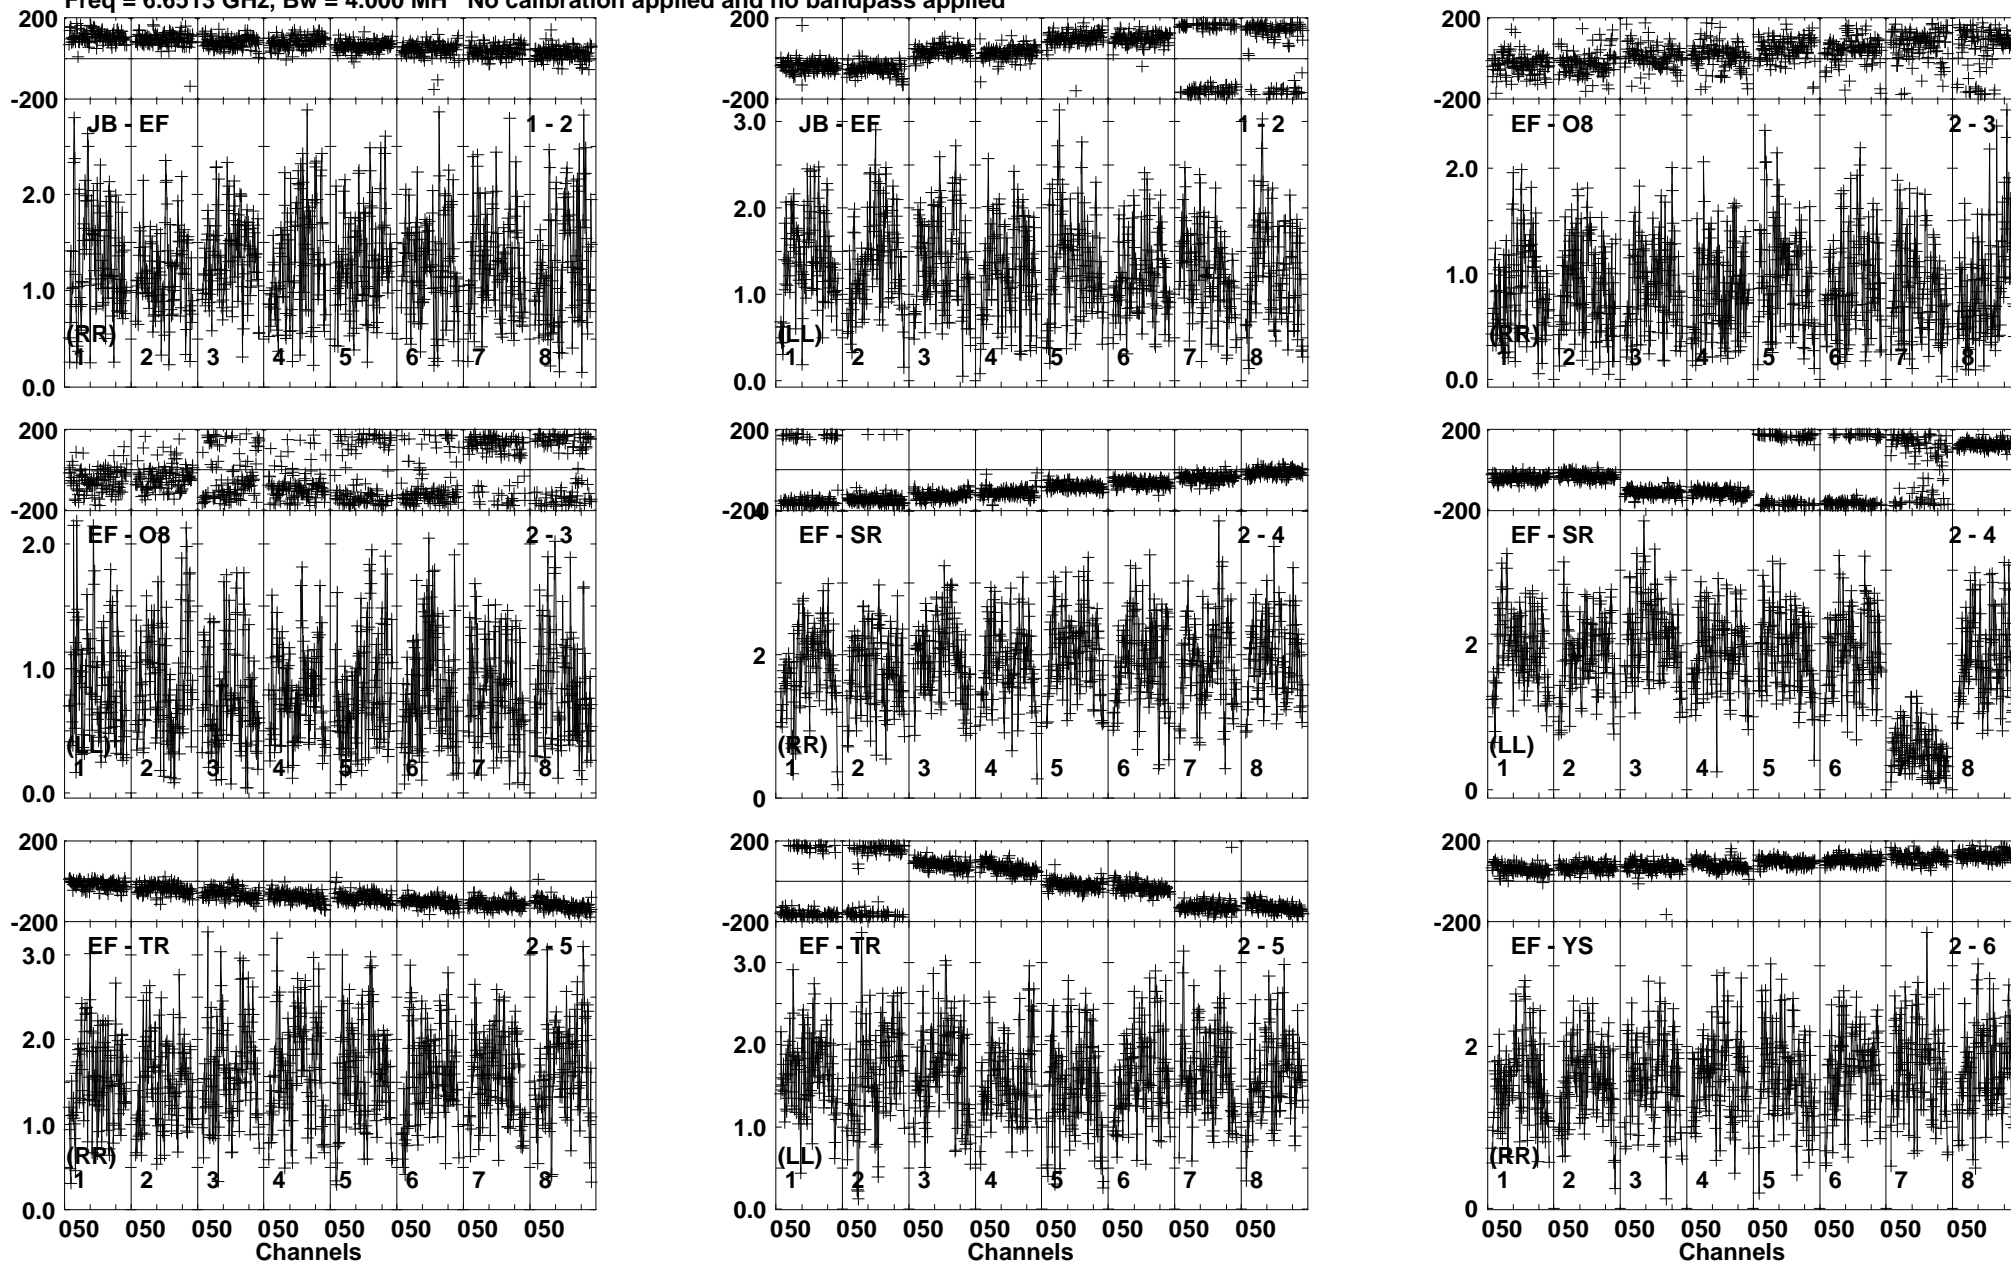 Freq = 6.6513 GHz, Bw = 4.000 MH No calibration applied and no bandpass applied
200
-200
JB - EF 1 - 2
2.0
1.0
(RR)
1 2 3 4 5 6 7 8
0.0
200
-200
3.0
JB - EF 1 - 2
2.0
1.0
(LL)
1 2 3 4 5 6 7 8
0.0
200
-200
EF - O8 2 - 3
2.0
1.0
(RR)
1 2 3 4 5 6 7 8
0.0
200
-200
EF - O8 2 - 3
2.0
1.0
(LL)
1 2 3 4 5 6 7 8
0.0
200
-200
4
EF - SR 2 - 4
2
(RR)
1 2 3 4 5 6 7 8
0
200
-200
EF - SR 2 - 4
2
(LL)
1 2 3 4 5 6 7 8
0
200
-200
EF - TR 2 - 5
3.0
2.0
1.0
(RR)
1 2 3 4 5 6 7 8
0.0
050 050 050 050 050 050 050 050
Channels
200
-200
EF - TR 2 - 5
3.0
2.0
1.0
(LL)
1 2 3 4 5 6 7 8
0.0
050 050 050 050 050 050 050 050
Channels
200
-200
EF - YS 2 - 6
2
(RR)
1 2 3 4 5 6 7 8
0
050 050 050 050 050 050 050 050
Channels